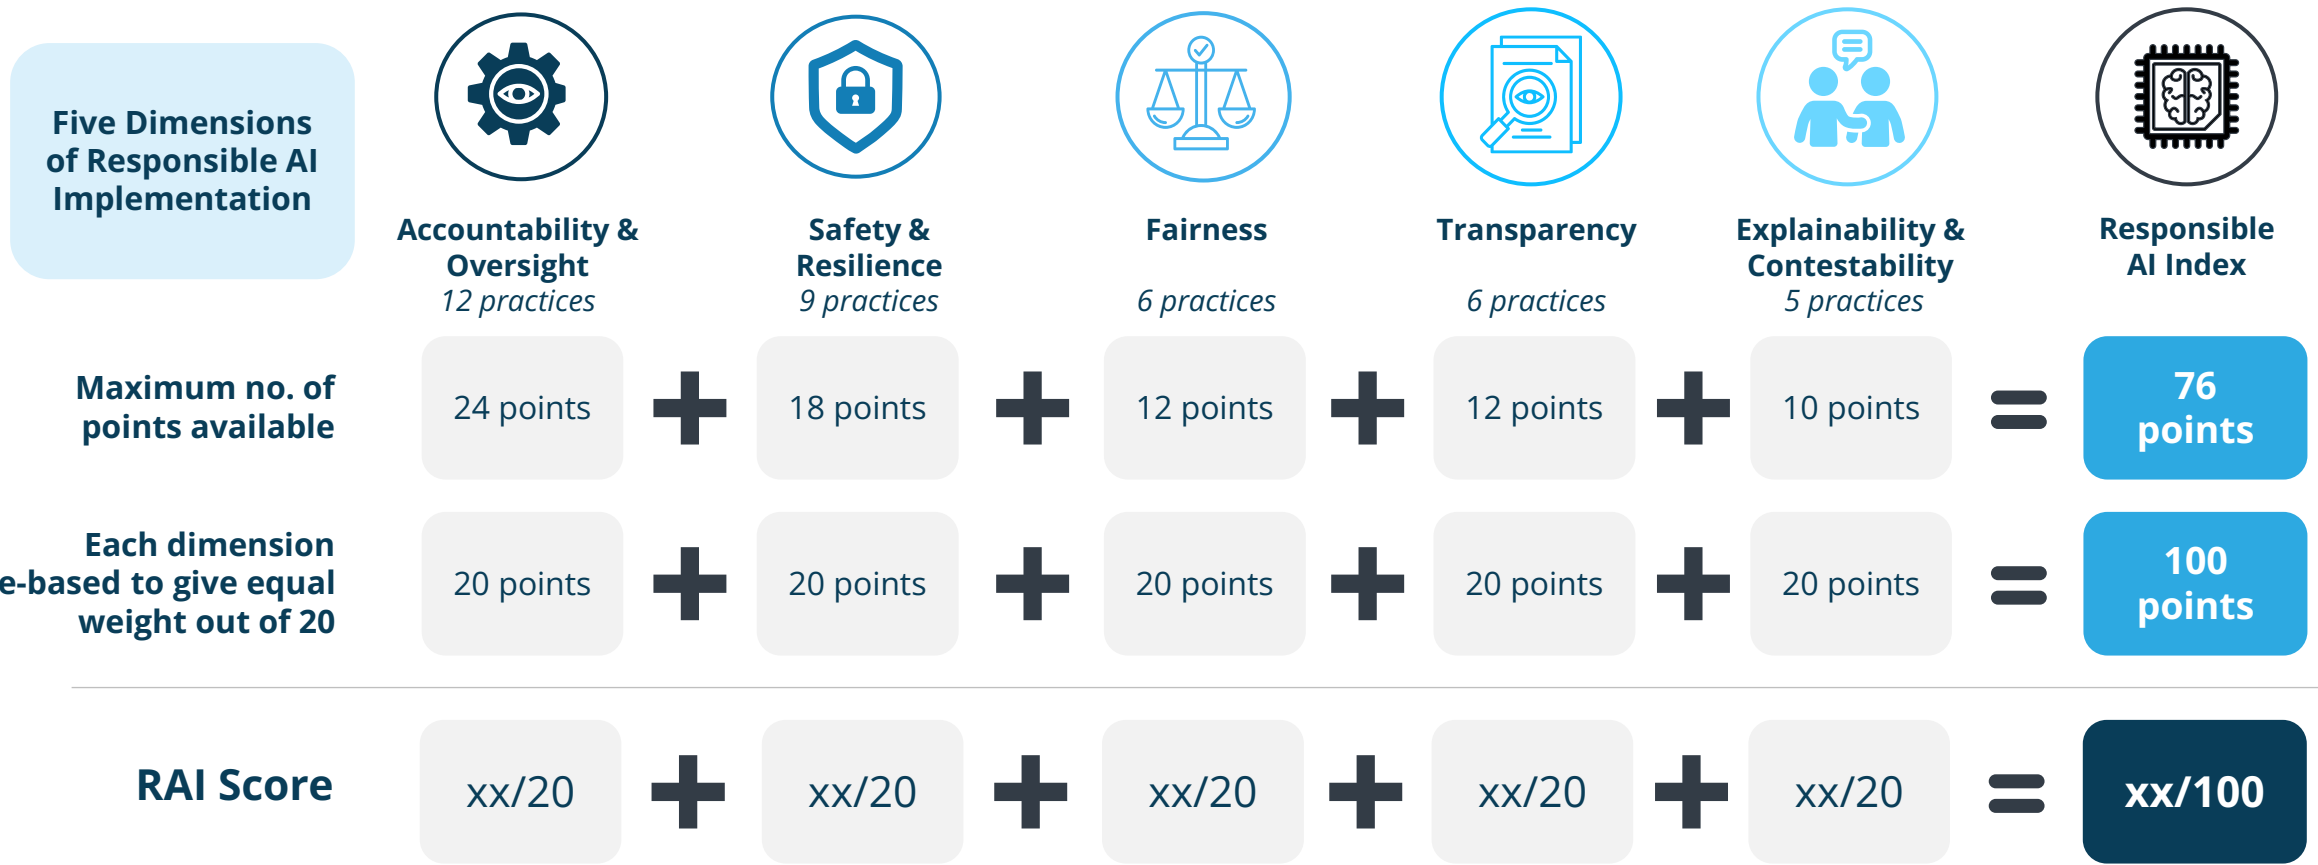 Five Dimensions
of Responsible AI
Implementation
Accountability &
Oversight
12 practices
Safety &
Resilience
9 practices
Fairness
6 practices
Transparency
6 practices
Explainability &
Contestability
5 practices
Responsible
AI Index
Maximum no. of
points available
24 points
18 points
12 points
12 points
10 points
76
points
Each dimension
e-based to give equal
weight out of 20
20 points
20 points
20 points
20 points
20 points
100
points
RAI Score
xx/20
xx/20
xx/20
xx/20
xx/20
xx/100